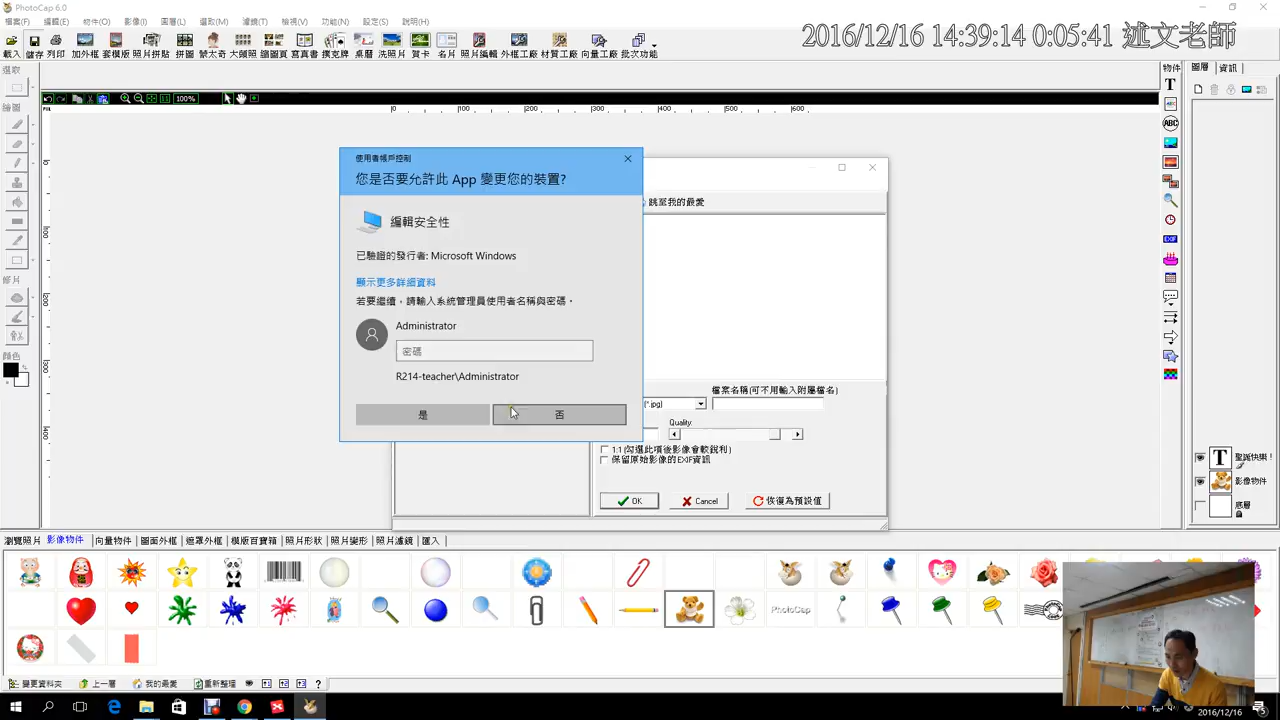 PhotoCap 6.0
檔案(F) 編輯(E) 物件(O) 影像(I) 圖層(L) 選取(M) 濾鏡(T) 檢視(V) 功能(N) 設定(S) 說明(H)
2016/12/16 14:39:14 0:05:41 述文老師
載入 儲存 列印 加外框 套模版 照片拼貼 拼圖 蒙太奇 大頭照 縮圖頁 寫真書 撲克牌 桌曆 洗照片 賀卡 名片 照片編輯 外框工廠 材質工廠 向量工廠 批次功能
選取
物件 圖層 資訊
100%
0 100 200 300 400 500 600
繪圖
修片
顏色
使用者帳戶控制
您是否要允許此 App 變更您的裝置?
編輯安全性
已驗證的發行者: Microsoft Windows
顯示更多詳細資料
若要繼續，請輸入系統管理員使用者名稱與密碼。
Administrator
密碼
R214-teacher\Administrator
是 否
跳至我的最愛
檔案名稱(可不用輸入附屬檔名)
(*.jpg)
Quality:
1:1(勾選此項後影像會較銳利)
保留原始影像的EXIF資訊
OK Cancel 恢復為預設值
T ABC ABC EXIF
聖誕快樂!
影像物件
底層
瀏覽照片 影像物件 向量物件 圖面外框 遮罩外框 模版百寶箱 照片形狀 照片變形 照片濾鏡 匯入
PhotoCap
變更資料夾 上一層 我的最愛 重新整理 ?
2016/12/16